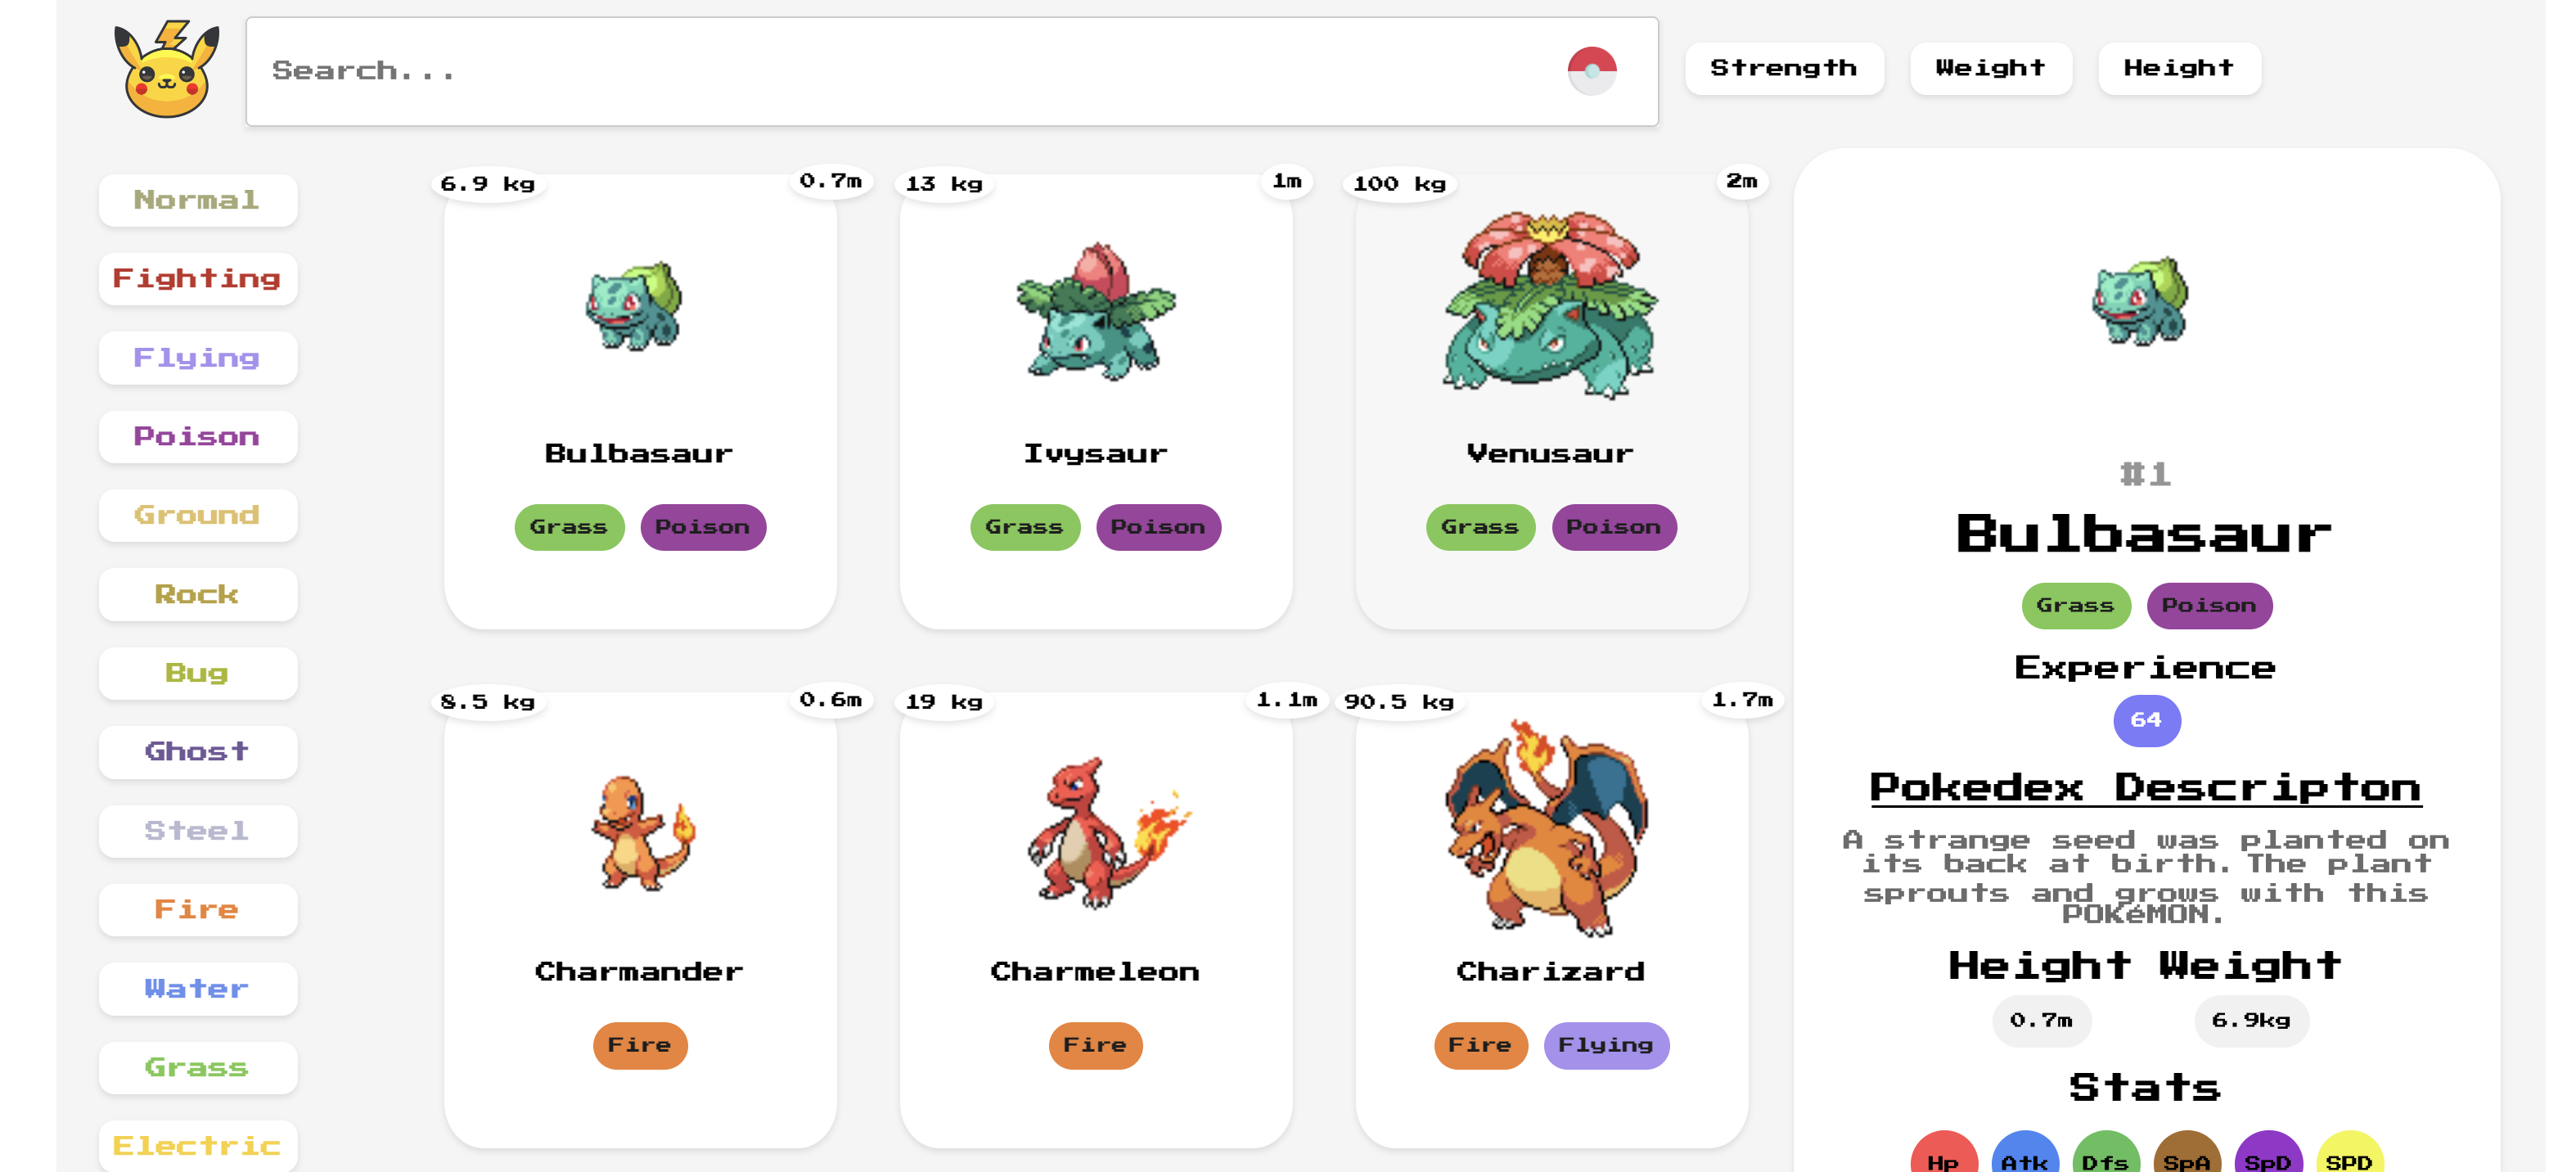 Search...
Strength
Weight
Height
Normal
Fighting
Flying
Poison
Ground
Rock
Bug
Ghost
Steel
Fire
Water
Grass
Electric
6.9 kg
0.7m
Bulbasaur
Grass Poison
13 kg
1m
Ivysaur
Grass Poison
100 kg
2m
Venusaur
Grass Poison
8.5 kg
0.6m
Charmander
Fire
19 kg
1.1m
Charmeleon
Fire
90.5 kg
1.7m
Charizard
Fire Flying
#1
Bulbasaur
Grass Poison
Experience
64
Pokedex Descripton
A strange seed was planted on
its back at birth. The plant
sprouts and grows with this
POKéMON.
Height Weight
0.7m 6.9kg
Stats
Hp Atk Dfs SpA SpD SPD